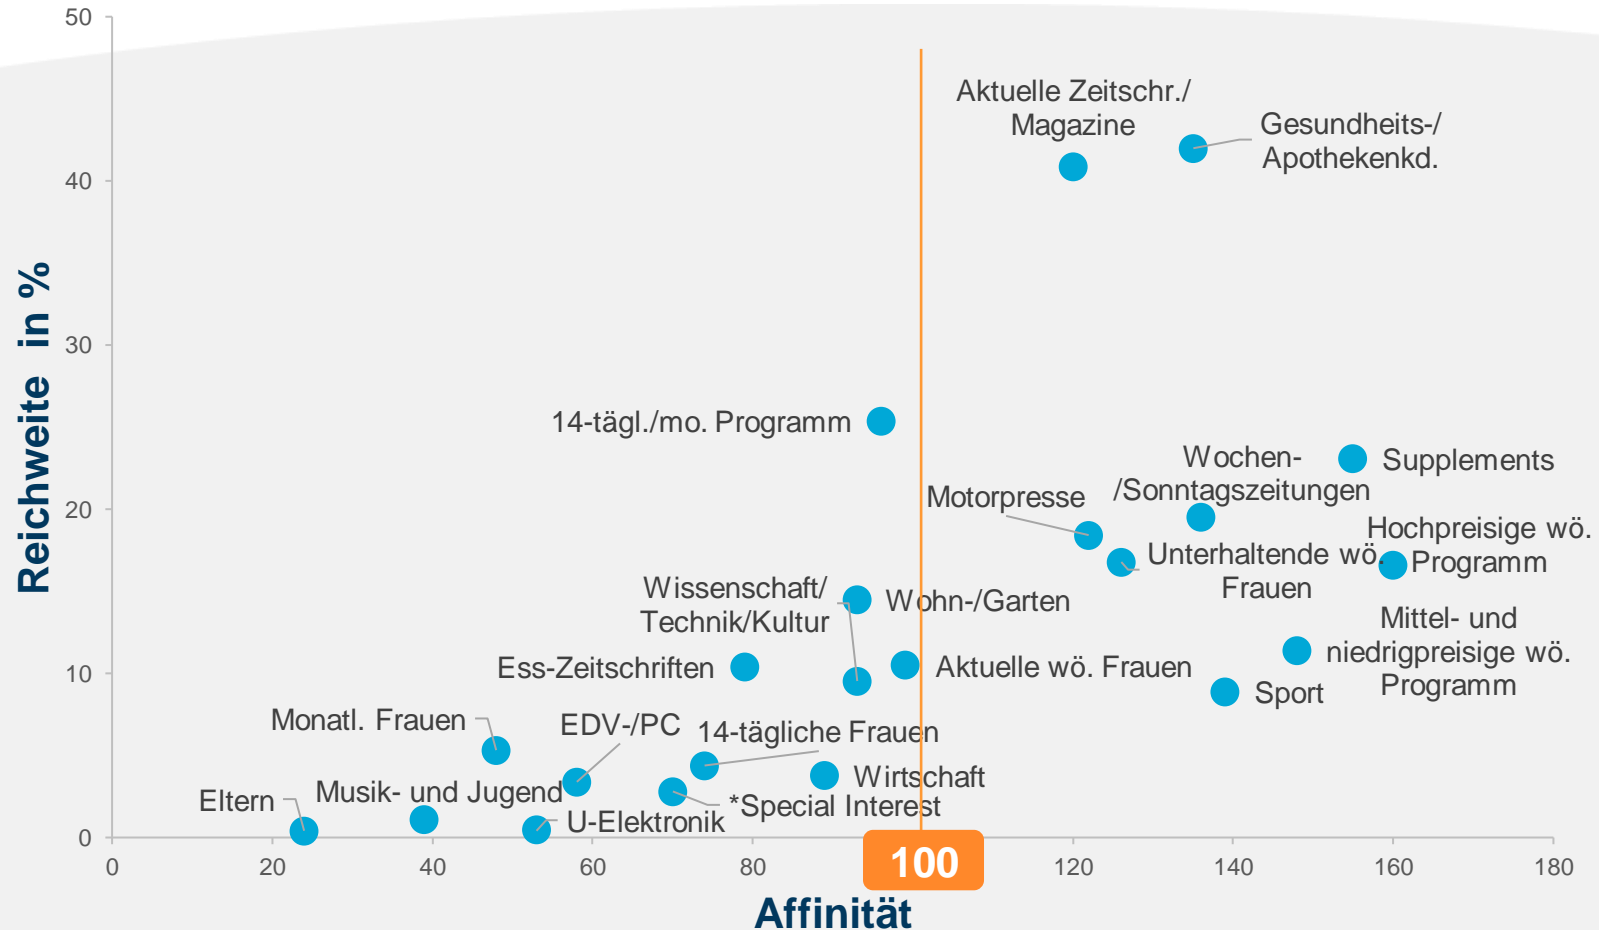 50
40
30
20
10
0
Reichweite in %
Aktuelle Zeitschr./
Magazine
Gesundheits-/
Apothekenkd.
14-tägl./mo. Programm
Wochen-
/Sonntagszeitungen
Supplements
Motorpresse
Hochpreisige wö.
Programm
Unterhaltende wö.
Frauen
Wissenschaft/
Technik/Kultur
Wohn-/Garten
Mittel- und
niedrigpreisige wö.
Programm
Ess-Zeitschriften
Aktuelle wö. Frauen
Sport
Monatl. Frauen
EDV-/PC
14-tägliche Frauen
Wirtschaft
Eltern
Musik- und Jugend
*Special Interest
U-Elektronik
0 20 40 60 80 100 120 140 160 180
Affinität